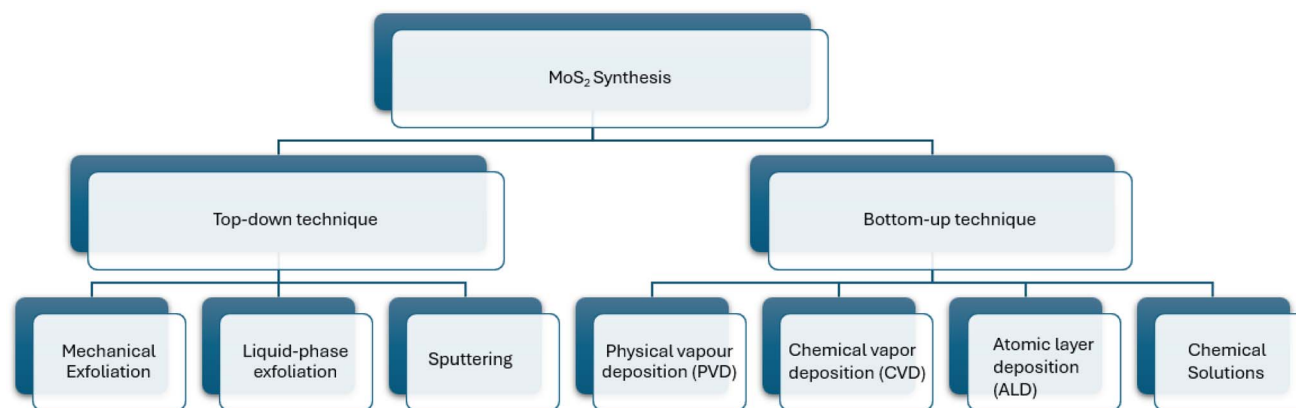 MoS₂ Synthesis
Top-down technique
Bottom-up technique
Mechanical
Exfoliation
Liquid-phase
exfoliation
Sputtering
Physical vapour
deposition (PVD)
Chemical vapor
deposition (CVD)
Atomic layer
deposition
(ALD)
Chemical
Solutions